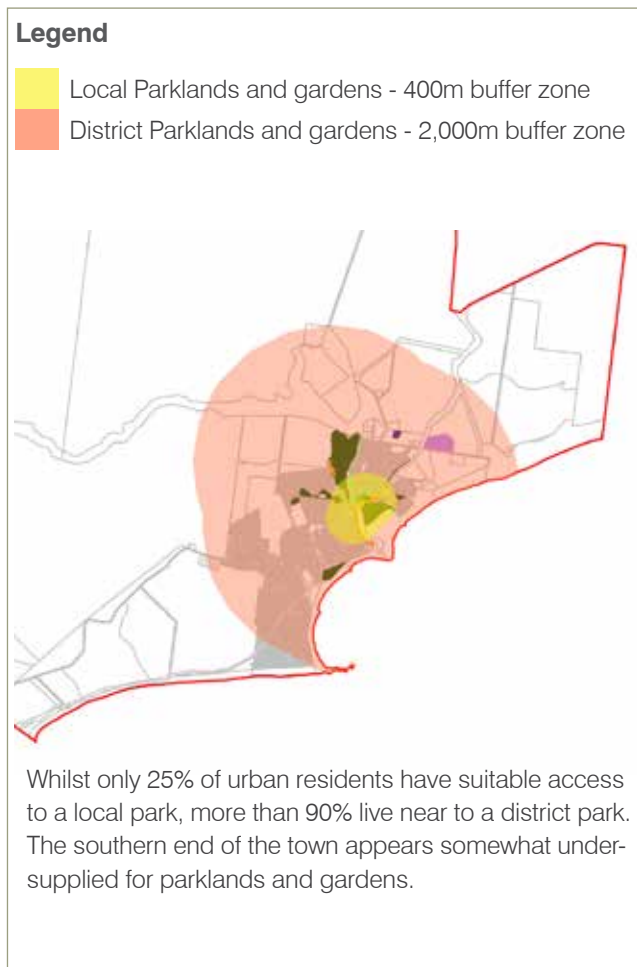 Legend
Local Parklands and gardens - 400m buffer zone
District Parklands and gardens - 2,000m buffer zone
Whilst only 25% of urban residents have suitable access
to a local park, more than 90% live near to a district park.
The southern end of the town appears somewhat under-
supplied for parklands and gardens.